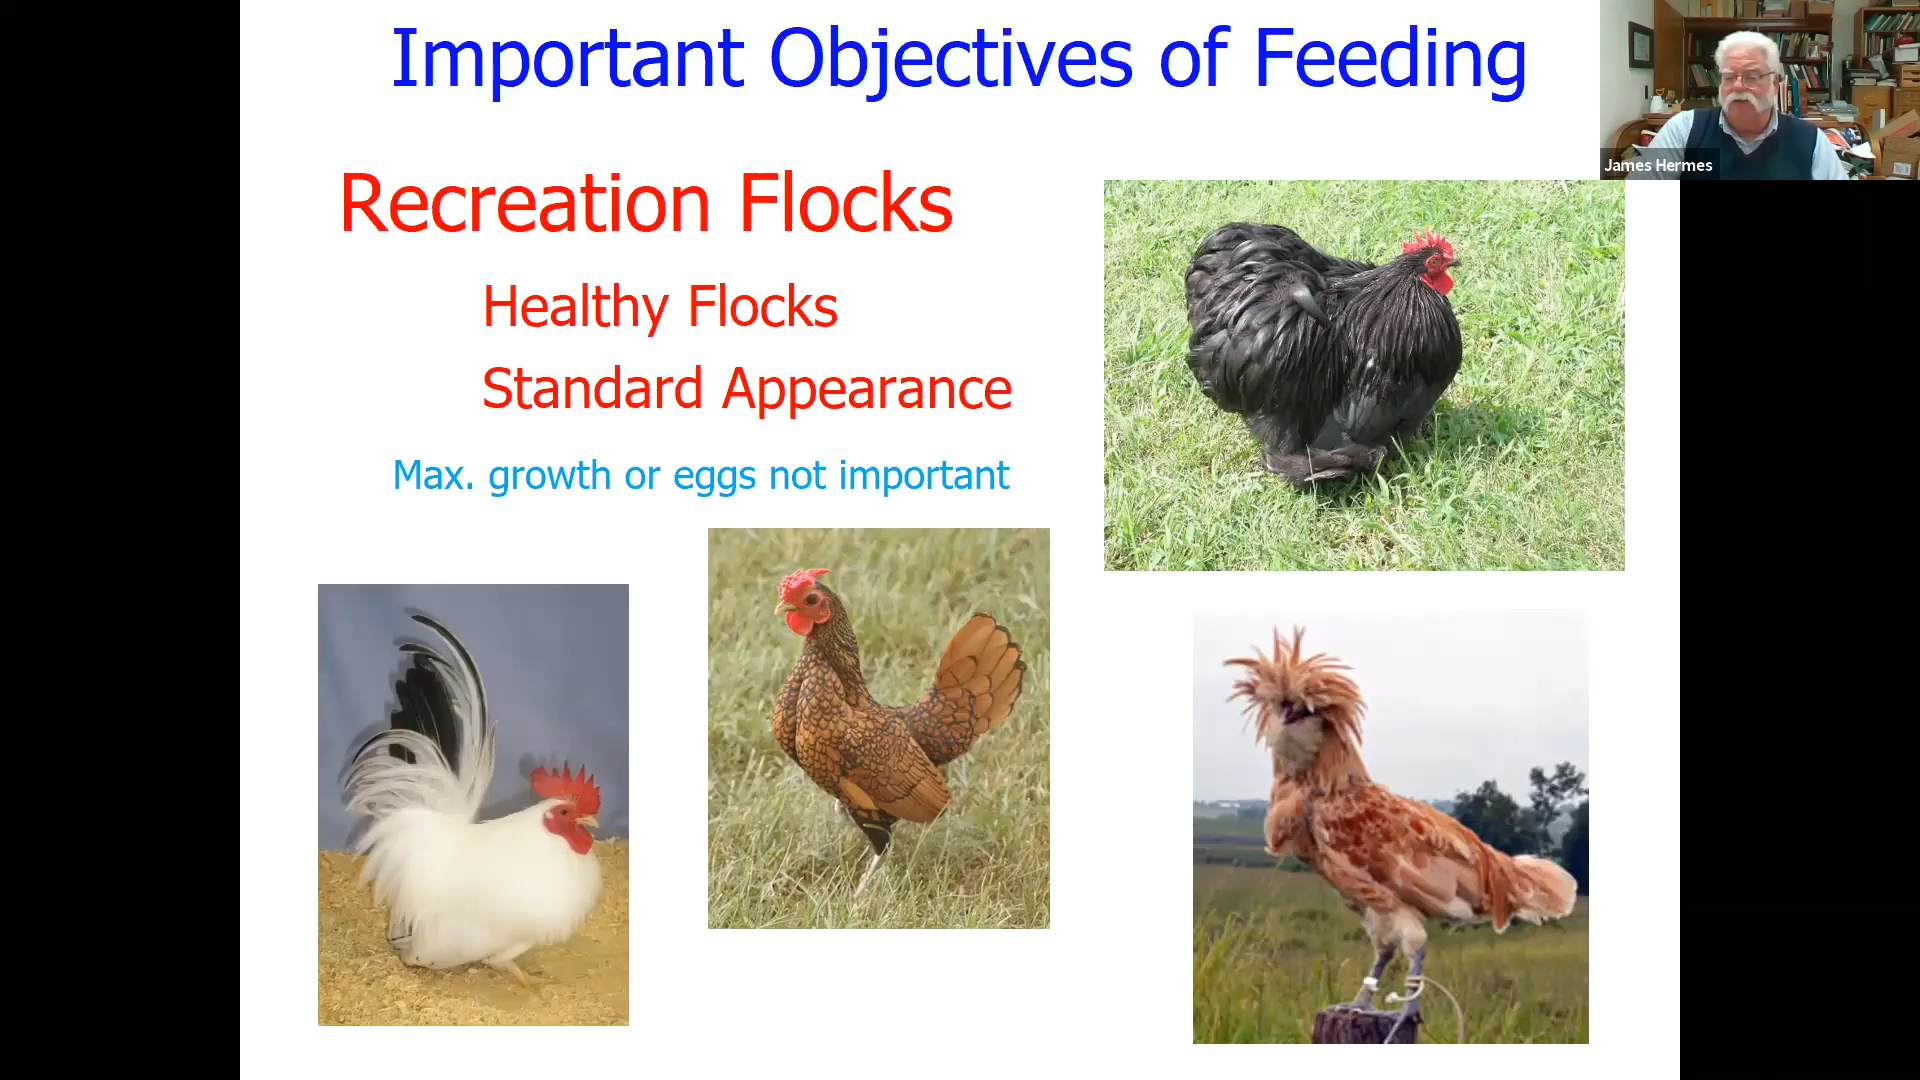 Important Objectives of Feeding
James Hermes
Recreation Flocks
Healthy Flocks
Standard Appearance
Max. growth or eggs not important